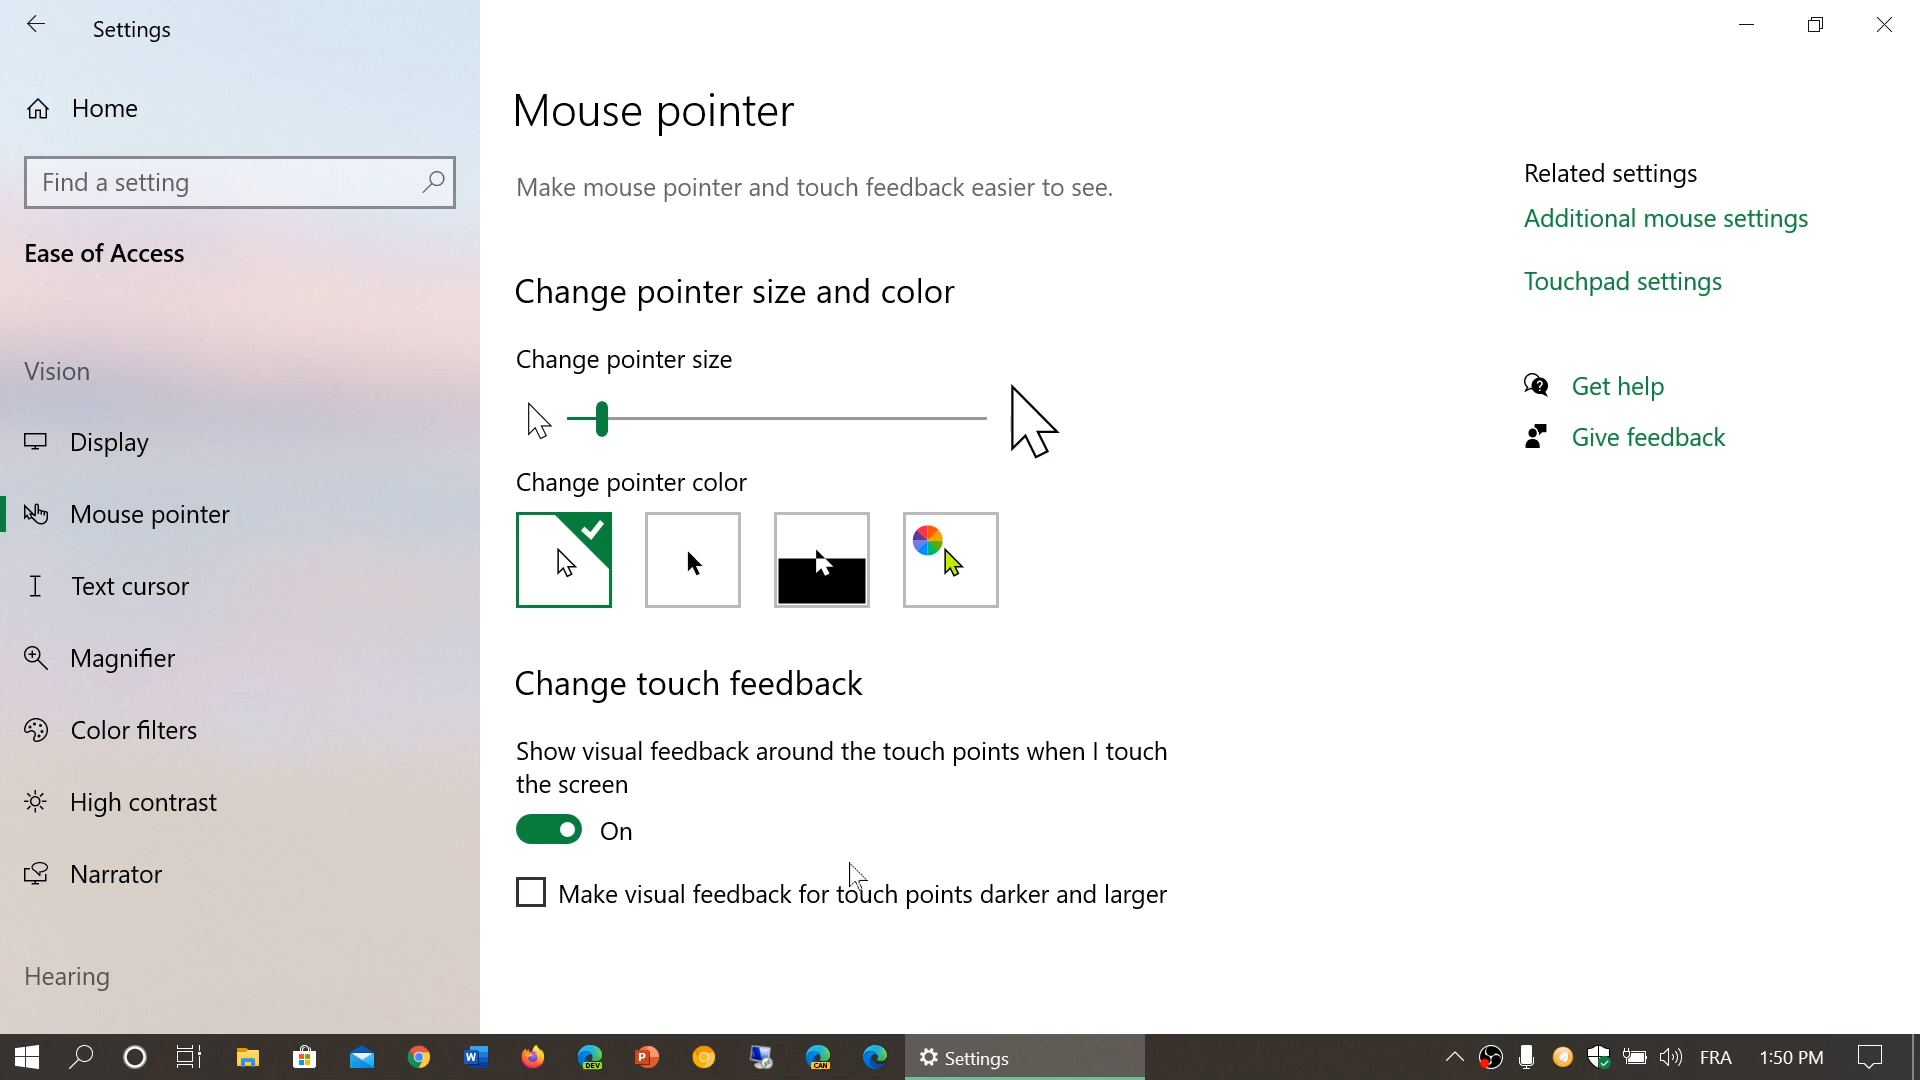 Settings
Home
Find a setting
Ease of Access
Vision
Display
Mouse pointer
Text cursor
Magnifier
Color filters
High contrast
Narrator
Hearing
Mouse pointer
Make mouse pointer and touch feedback easier to see.
Change pointer size and color
Change pointer size
Change pointer color
Change touch feedback
Show visual feedback around the touch points when I touch
the screen
On
Make visual feedback for touch points darker and larger
Related settings
Additional mouse settings
Touchpad settings
Get help
Give feedback
W
DEV
P
CAN
Settings
FRA
1:50 PM